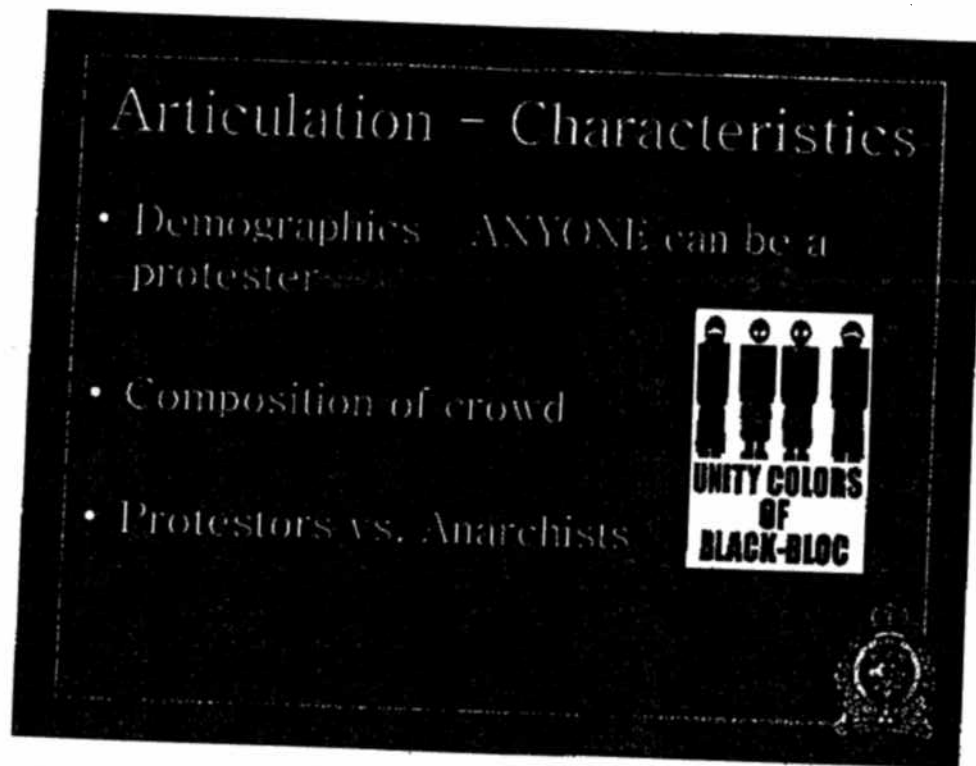 Articulation - Characteristics
• Demographics ANYONE can be a
protester
• Composition of crowd
• Protestors vs. Anarchists
UNITY COLORS
OF
BLACK-BLOC